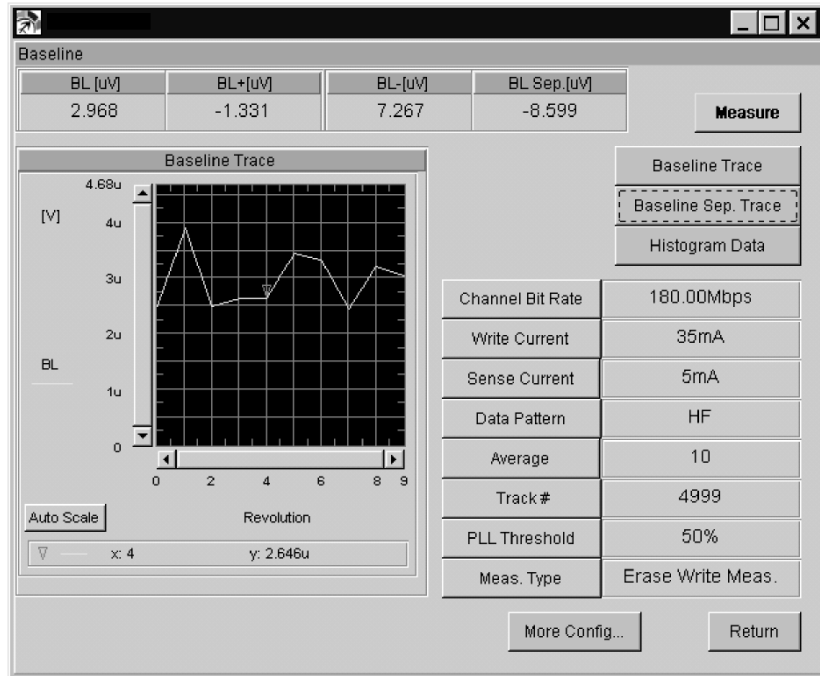 Baseline
BL [uV] BL+[uV] BL-[uV] BL Sep.[uV]
2.968 -1.331 7.267 -8.599
Measure
Baseline Trace
4.68u
[V]
4u
3u
2u
BL
1u
0
0 2 4 6 8 9
Auto Scale
Revolution
x: 4 y: 2.646u
Baseline Trace
Baseline Sep. Trace
Histogram Data
Channel Bit Rate 180.00Mbps
Write Current 35mA
Sense Current 5mA
Data Pattern HF
Average 10
Track # 4999
PLL Threshold 50%
Meas. Type Erase Write Meas.
More Config... Return